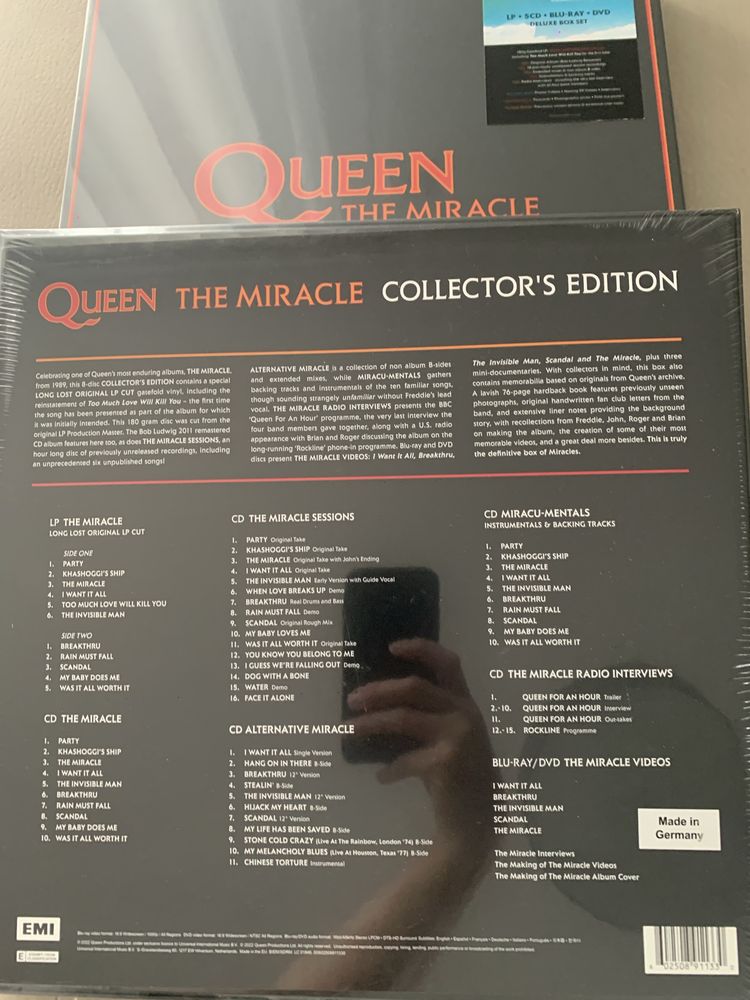 LP • 5CD • BLU-RAY • DVD
DELUXE BOX SET
QUEEN
THE MIRACLE
QUEEN THE MIRACLE COLLECTOR'S EDITION
Celebrating one of Queen's most enduring albums, THE MIRACLE,
from 1989, this 8-disc COLLECTOR'S EDITION contains a special
LONG LOST ORIGINAL LP CUT gatefold vinyl, including the
reinstatement of Too Much Love Will Kill You – the first time
the song has been presented as part of the album for which
it was initially intended. This 180 gram disc was cut from the
original LP Production Master. The Bob Ludwig 2011 remastered
CD album features here too, as does THE MIRACLE SESSIONS, an
hour long disc of previously unreleased recordings, including
an unprecedented six unpublished songs!
ALTERNATIVE MIRACLE is a collection of non album B-sides
and extended mixes, while MIRACU-MENTALS gathers
backing tracks and instrumentals of the ten familiar songs,
though sounding strangely unfamiliar without Freddie's lead
vocal. THE MIRACLE RADIO INTERVIEWS presents the BBC
'Queen For An Hour' programme, the very last interview the
four band members gave together, along with a U.S. radio
appearance with Brian and Roger discussing the album on the
long-running 'Rockline' phone-in programme. Blu-ray and DVD
discs present THE MIRACLE VIDEOS: I Want It All, Breakthru,
The Invisible Man, Scandal and The Miracle, plus three
mini-documentaries. With collectors in mind, this box also
contains memorabilia based on originals from Queen's archive.
A lavish 76-page hardback book features previously unseen
photographs, original handwritten fan club letters from the
band, and extensive liner notes providing the background
story, with recollections from Freddie, John, Roger and Brian
on making the album, the creation of some of their most
memorable videos, and a great deal more besides. This is truly
the definitive box of Miracles.
LP THE MIRACLE
LONG LOST ORIGINAL LP CUT
SIDE ONE
1. PARTY
2. KHASHOGGI'S SHIP
3. THE MIRACLE
4. I WANT IT ALL
5. TOO MUCH LOVE WILL KILL YOU
6. THE INVISIBLE MAN
SIDE TWO
1. BREAKTHRU
2. RAIN MUST FALL
3. SCANDAL
4. MY BABY DOES ME
5. WAS IT ALL WORTH IT
CD THE MIRACLE
1. PARTY
2. KHASHOGGI'S SHIP
3. THE MIRACLE
4. I WANT IT ALL
5. THE INVISIBLE MAN
6. BREAKTHRU
7. RAIN MUST FALL
8. SCANDAL
9. MY BABY DOES ME
10. WAS IT ALL WORTH IT
CD THE MIRACLE SESSIONS
1. PARTY Original Take
2. KHASHOGGI'S SHIP Original Take
3. THE MIRACLE Original Take with John's Ending
4. I WANT IT ALL Original Take
5. THE INVISIBLE MAN Early Version with Guide Vocal
6. WHEN LOVE BREAKS UP Demo
7. BREAKTHRU Real Drums and Bass
8. RAIN MUST FALL Demo
9. SCANDAL Original Rough Mix
10. MY BABY LOVES ME
11. WAS IT ALL WORTH IT Original Take
12. YOU KNOW YOU BELONG TO ME
13. I GUESS WE'RE FALLING OUT Demo
14. DOG WITH A BONE
15. WATER Demo
16. FACE IT ALONE
CD ALTERNATIVE MIRACLE
1. I WANT IT ALL Single Version
2. HANG ON IN THERE B-Side
3. BREAKTHRU 12" Version
4. STEALIN' B-Side
5. THE INVISIBLE MAN 12" Version
6. HIJACK MY HEART B-Side
7. SCANDAL 12" Version
8. MY LIFE HAS BEEN SAVED B-Side
9. STONE COLD CRAZY (Live At The Rainbow, London '74) B-Side
10. MY MELANCHOLY BLUES (Live At Houston, Texas '77) B-Side
11. CHINESE TORTURE Instrumental
CD MIRACU-MENTALS
INSTRUMENTALS & BACKING TRACKS
1. PARTY
2. KHASHOGGI'S SHIP
3. THE MIRACLE
4. I WANT IT ALL
5. THE INVISIBLE MAN
6. BREAKTHRU
7. RAIN MUST FALL
8. SCANDAL
9. MY BABY DOES ME
10. WAS IT ALL WORTH IT
CD THE MIRACLE RADIO INTERVIEWS
1. QUEEN FOR AN HOUR Trailer
2.-10. QUEEN FOR AN HOUR Interview
11. QUEEN FOR AN HOUR Out-takes
12.-15. ROCKLINE Programme
BLU-RAY/DVD THE MIRACLE VIDEOS
I WANT IT ALL
BREAKTHRU
THE INVISIBLE MAN
SCANDAL
THE MIRACLE
The Miracle Interviews
The Making of The Miracle Videos
The Making of The Miracle Album Cover
Made in
Germany
EMI
E
02508 91133